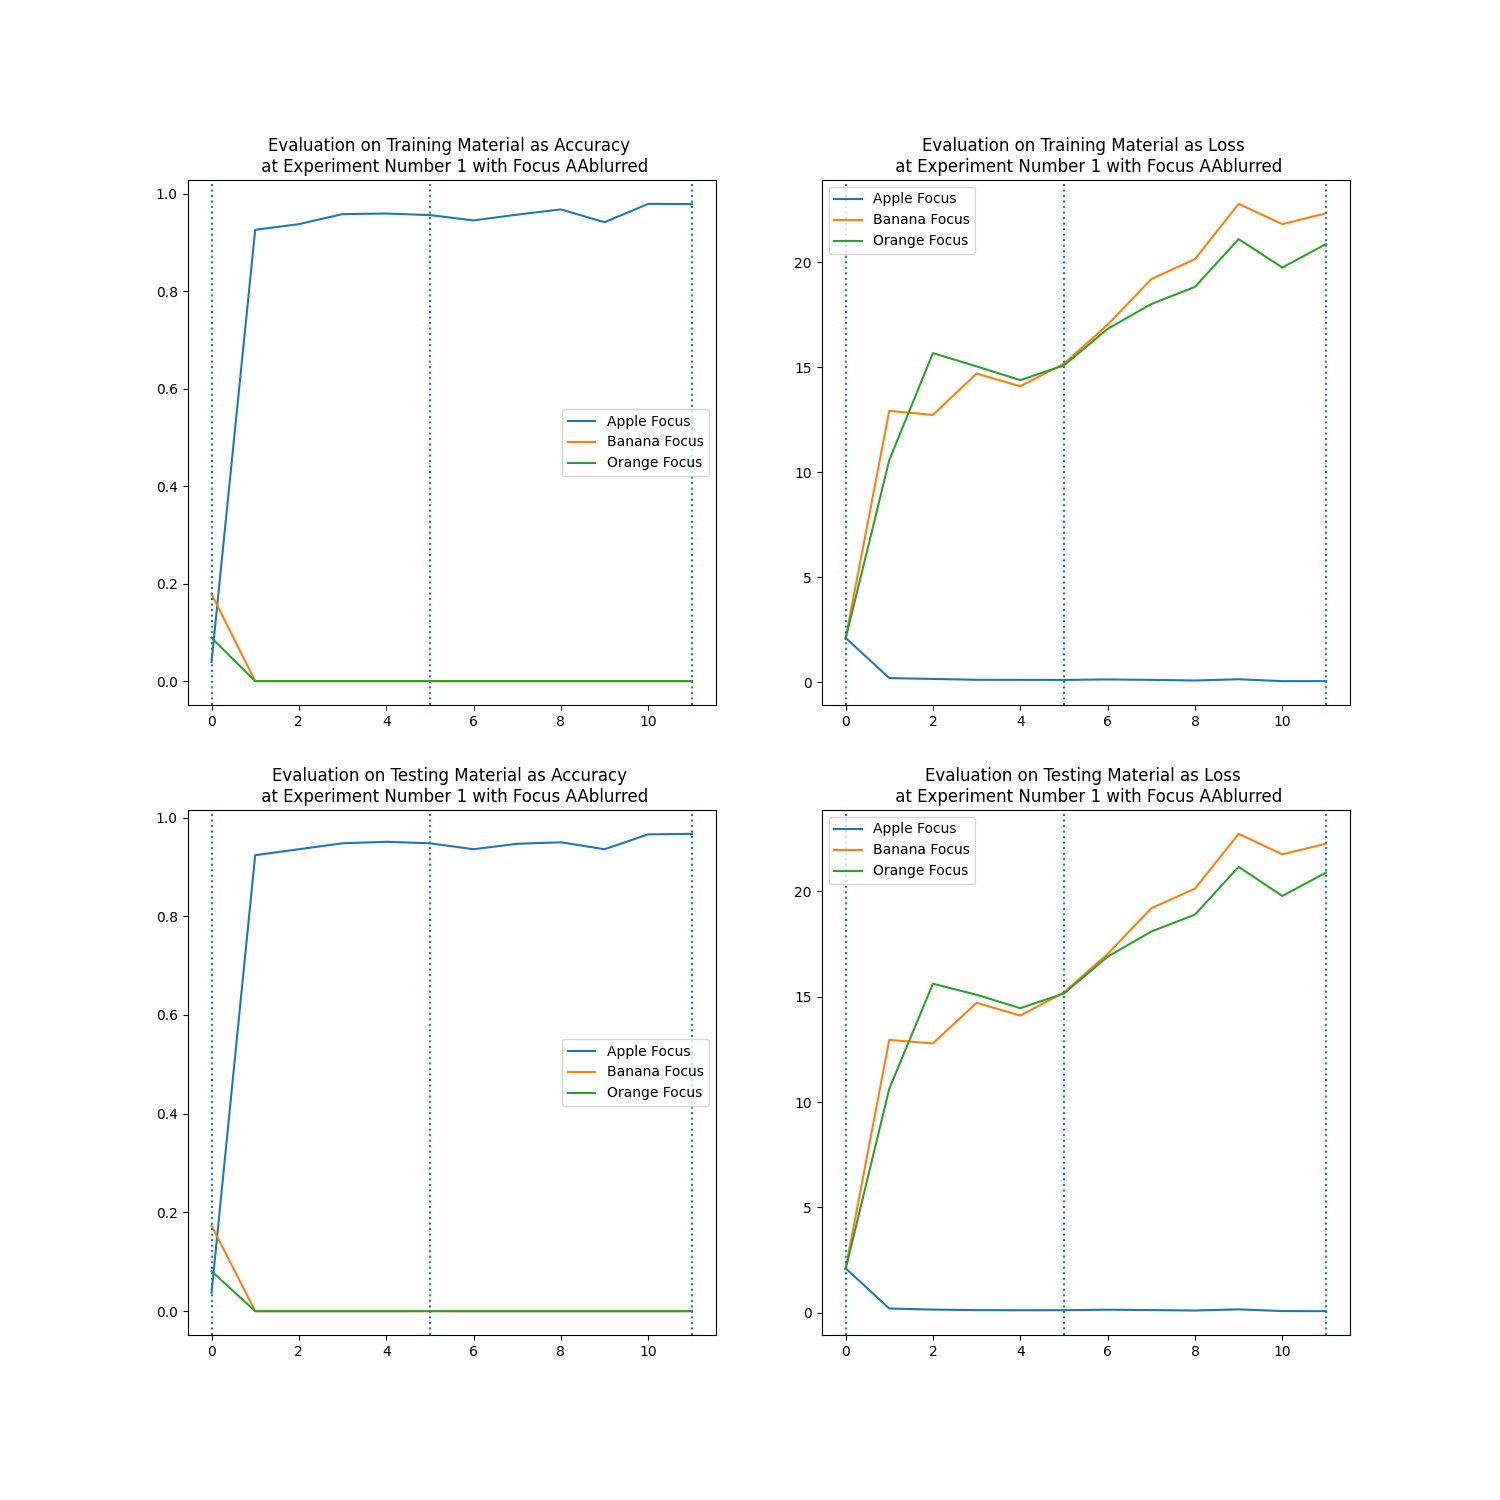 Evaluation on Training Material as Accuracy
at Experiment Number 1 with Focus AAblurred
1.0
0.8
0.6
0.4
0.2
0.0
Apple Focus
Banana Focus
Orange Focus
0 2 4 6 8 10
Evaluation on Training Material as Loss
at Experiment Number 1 with Focus AAblurred
Apple Focus
Banana Focus
Orange Focus
20
15
10
5
0
0 2 4 6 8 10
Evaluation on Testing Material as Accuracy
at Experiment Number 1 with Focus AAblurred
1.0
0.8
0.6
0.4
0.2
0.0
Apple Focus
Banana Focus
Orange Focus
0 2 4 6 8 10
Evaluation on Testing Material as Loss
at Experiment Number 1 with Focus AAblurred
Apple Focus
Banana Focus
Orange Focus
20
15
10
5
0
0 2 4 6 8 10